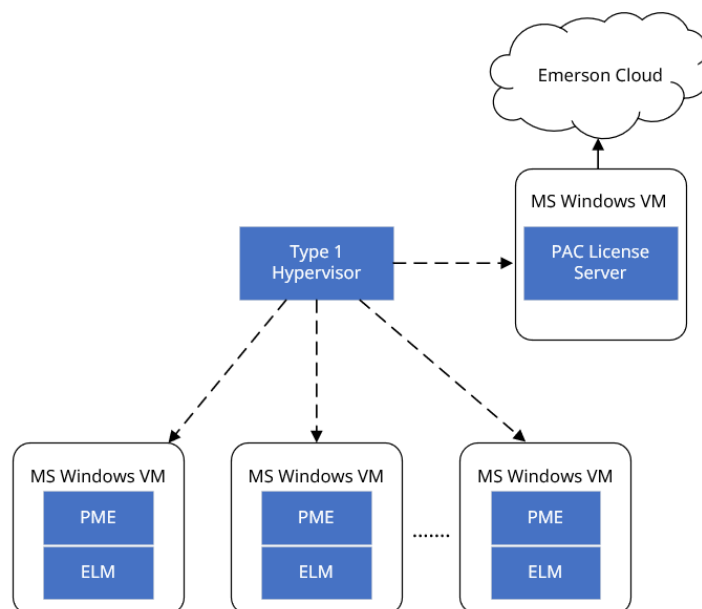 Emerson Cloud
MS Windows VM
PAC License
Server
Type 1
Hypervisor
MS Windows VM
PME
ELM
MS Windows VM
PME
ELM
.......
MS Windows VM
PME
ELM